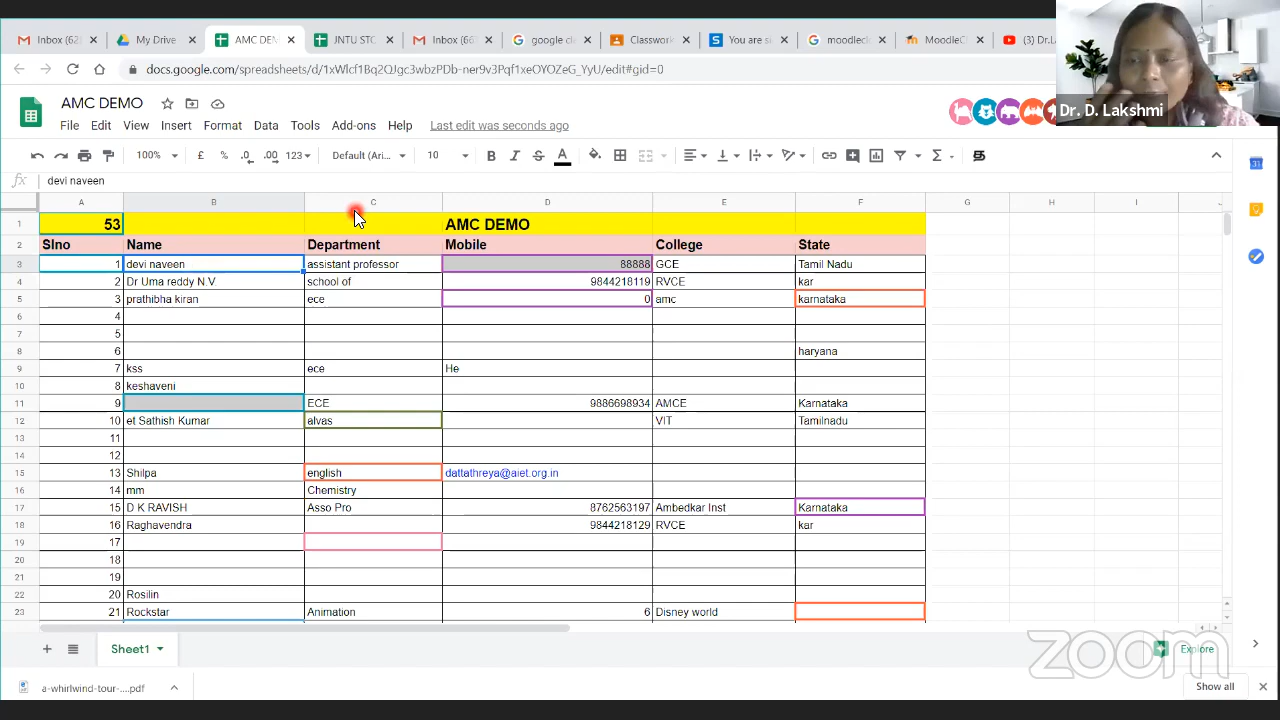 Inbox (62
My Drive
AMC DEM
JNTU STO
Inbox (66
google cl
Classwork
You are s
moodlecl
MoodleC
(3) Dr.L
docs.google.com/spreadsheets/d/
/edit#gid=0
Dr. D. Lakshmi
AMC DEMO
File Edit View Insert Format Data Tools Add-ons Help Last edit was seconds ago
100% £ % .0 .00 123 Default (Ari... 10 B I S A Σ
fx devi naveen
A B C D E F G H I
1 53 AMC DEMO
2 Slno Name Department Mobile College State
3 1 devi naveen assistant professor 88888 GCE Tamil Nadu
4 2 Dr Uma reddy N.V school of 9844218119 RVCE kar
5 3 prathibha kiran ece 0 amc karnataka
6 4
7 5
8 6 haryana
9 7 kss ece He
10 8 keshaveni
11 9 ECE 9886698934 AMCE Karnataka
12 10 et Sathish Kumar alvas VIT Tamilnadu
13 11
14 12
15 13 Shilpa english dattathreya@aiet.org.in
16 14 mm Chemistry
17 15 D K RAVISH Asso Pro 8762563197 Ambedkar Inst Karnataka
18 16 Raghavendra 9844218129 RVCE kar
19 17
20 18
21 19
22 20 Rosilin
23 21 Rockstar Animation 6 Disney world
Sheet1
Explore
zoom
a-whirlwind-tour-....pdf
Show all